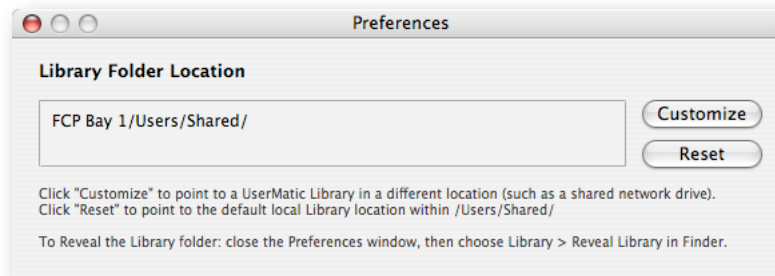 Preferences
Library Folder Location
FCP Bay 1/Users/Shared/
Customize
Reset
Click "Customize" to point to a UserMatic Library in a different location (such as a shared network drive).
Click "Reset" to point to the default local Library location within /Users/Shared/
To Reveal the Library folder: close the Preferences window, then choose Library > Reveal Library in Finder.